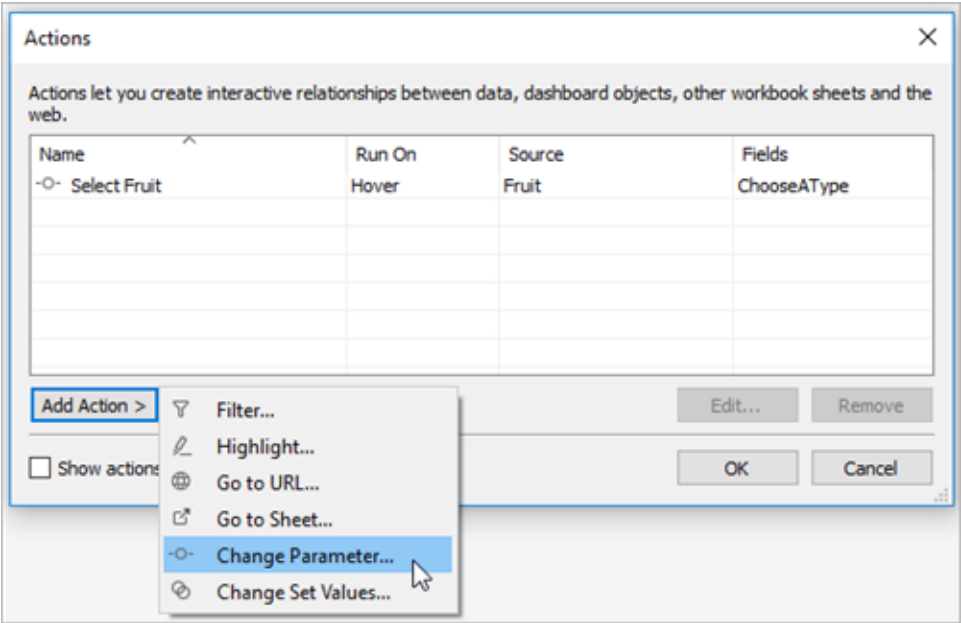 Actions
Actions let you create interactive relationships between data, dashboard objects, other workbook sheets and the
web.
Name Run On Source Fields
Select Fruit Hover Fruit ChooseAType
Add Action > Edit... Remove
Filter...
Highlight...
Show actions OK Cancel
Go to URL...
Go to Sheet...
Change Parameter...
Change Set Values...